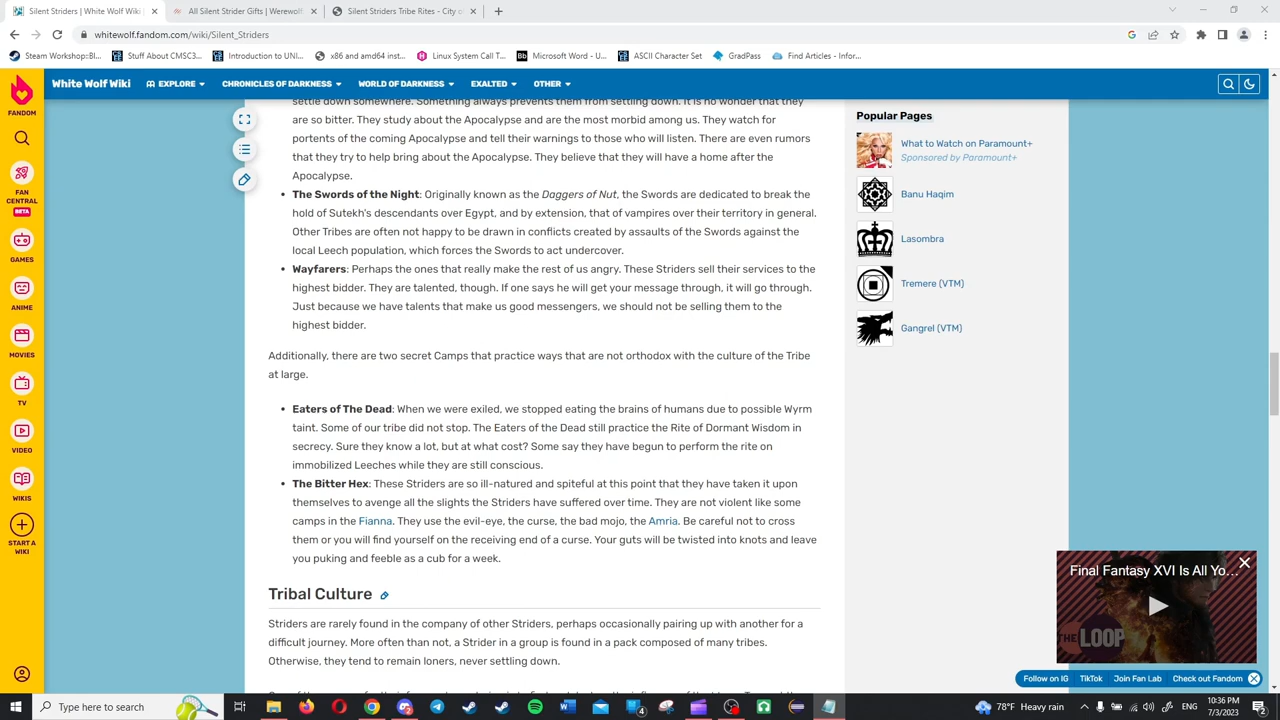 Silent Striders | White Wolf Wiki
All Silent Strider Gifts | Werewolf
Silent Striders Tribe Rites - City of
whitewolf.fandom.com/wiki/Silent_Striders
Steam Workshop::Bl...
Stuff About CMSC3...
Introduction to UNI...
x86 and amd64 inst...
Linux System Call T...
Bb
Microsoft Word - U...
ASCII Character Set
GradPass
Find Articles - Infor...
White Wolf Wiki
EXPLORE
CHRONICLES OF DARKNESS
WORLD OF DARKNESS
EXALTED
OTHER
FANDOM
FAN
CENTRAL
BETA
GAMES
ANIME
MOVIES
TV
VIDEO
WIKIS
START A
WIKI
settle down somewhere. Something always prevents them from settling down. It is no wonder that they
are so bitter. They study about the Apocalypse and are the most morbid among us. They watch for
portents of the coming Apocalypse and tell their warnings to those who will listen. There are even rumors
that they try to help bring about the Apocalypse. They believe that they will have a home after the
Apocalypse.
• The Swords of the Night: Originally known as the Daggers of Nut, the Swords are dedicated to break the
hold of Sutekh's descendants over Egypt, and by extension, that of vampires over their territory in general.
Other Tribes are often not happy to be drawn in conflicts created by assaults of the Swords against the
local Leech population, which forces the Swords to act undercover.
• Wayfarers: Perhaps the ones that really make the rest of us angry. These Striders sell their services to the
highest bidder. They are talented, though. If one says he will get your message through, it will go through.
Just because we have talents that make us good messengers, we should not be selling them to the
highest bidder.
Additionally, there are two secret Camps that practice ways that are not orthodox with the culture of the Tribe
at large.
• Eaters of The Dead: When we were exiled, we stopped eating the brains of humans due to possible Wyrm
taint. Some of our tribe did not stop. The Eaters of the Dead still practice the Rite of Dormant Wisdom in
secrecy. Sure they know a lot, but at what cost? Some say they have begun to perform the rite on
immobilized Leeches while they are still conscious.
• The Bitter Hex: These Striders are so ill-natured and spiteful at this point that they have taken it upon
themselves to avenge all the slights the Striders have suffered over time. They are not violent like some
camps in the Fianna. They use the evil-eye, the curse, the bad mojo, the Amria. Be careful not to cross
them or you will find yourself on the receiving end of a curse. Your guts will be twisted into knots and leave
you puking and feeble as a cub for a week.
Tribal Culture
Striders are rarely found in the company of other Striders, perhaps occasionally pairing up with another for a
difficult journey. More often than not, a Strider in a group is found in a pack composed of many tribes.
Otherwise, they tend to remain loners, never settling down.
Popular Pages
What to Watch on Paramount+
Sponsored by Paramount+
Banu Haqim
Lasombra
Tremere (VTM)
Gangrel (VTM)
Final Fantasy XVI Is All Yo...
THE LOOP
Follow on IG
TikTok
Join Fan Lab
Check out Fandom
Type here to search
78°F Heavy rain
10:36 PM
7/3/2023